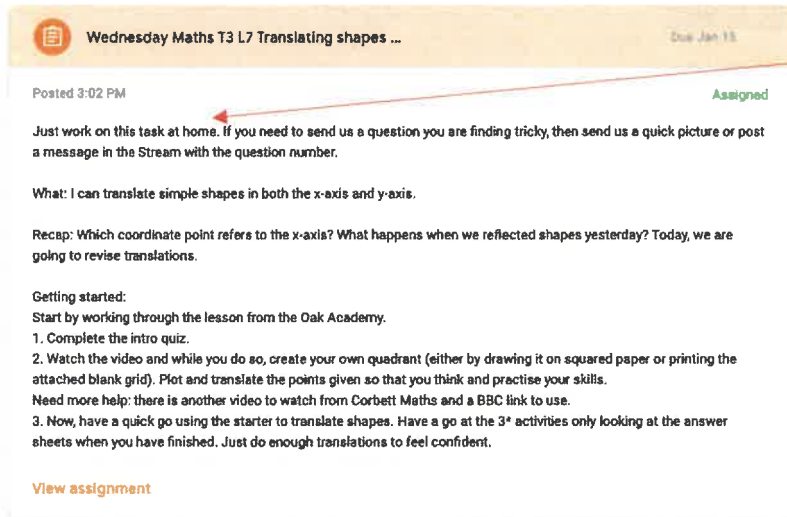 Wednesday Maths T3 L7 Translating shapes ...
Due Jan 15
Posted 3:02 PM
Assigned
Just work on this task at home. If you need to send us a question you are finding tricky, then send us a quick picture or post
a message in the Stream with the question number.
What: I can translate simple shapes in both the x-axis and y-axis.
Recap: Which coordinate point refers to the x-axis? What happens when we reflected shapes yesterday? Today, we are
going to revise translations.
Getting started:
Start by working through the lesson from the Oak Academy.
1. Complete the intro quiz.
2. Watch the video and while you do so, create your own quadrant (either by drawing it on squared paper or printing the
attached blank grid). Plot and translate the points given so that you think and practise your skills.
Need more help: there is another video to watch from Corbett Maths and a BBC link to use.
3. Now, have a quick go using the starter to translate shapes. Have a go at the 3* activities only looking at the answer
sheets when you have finished. Just do enough translations to feel confident.
View assignment